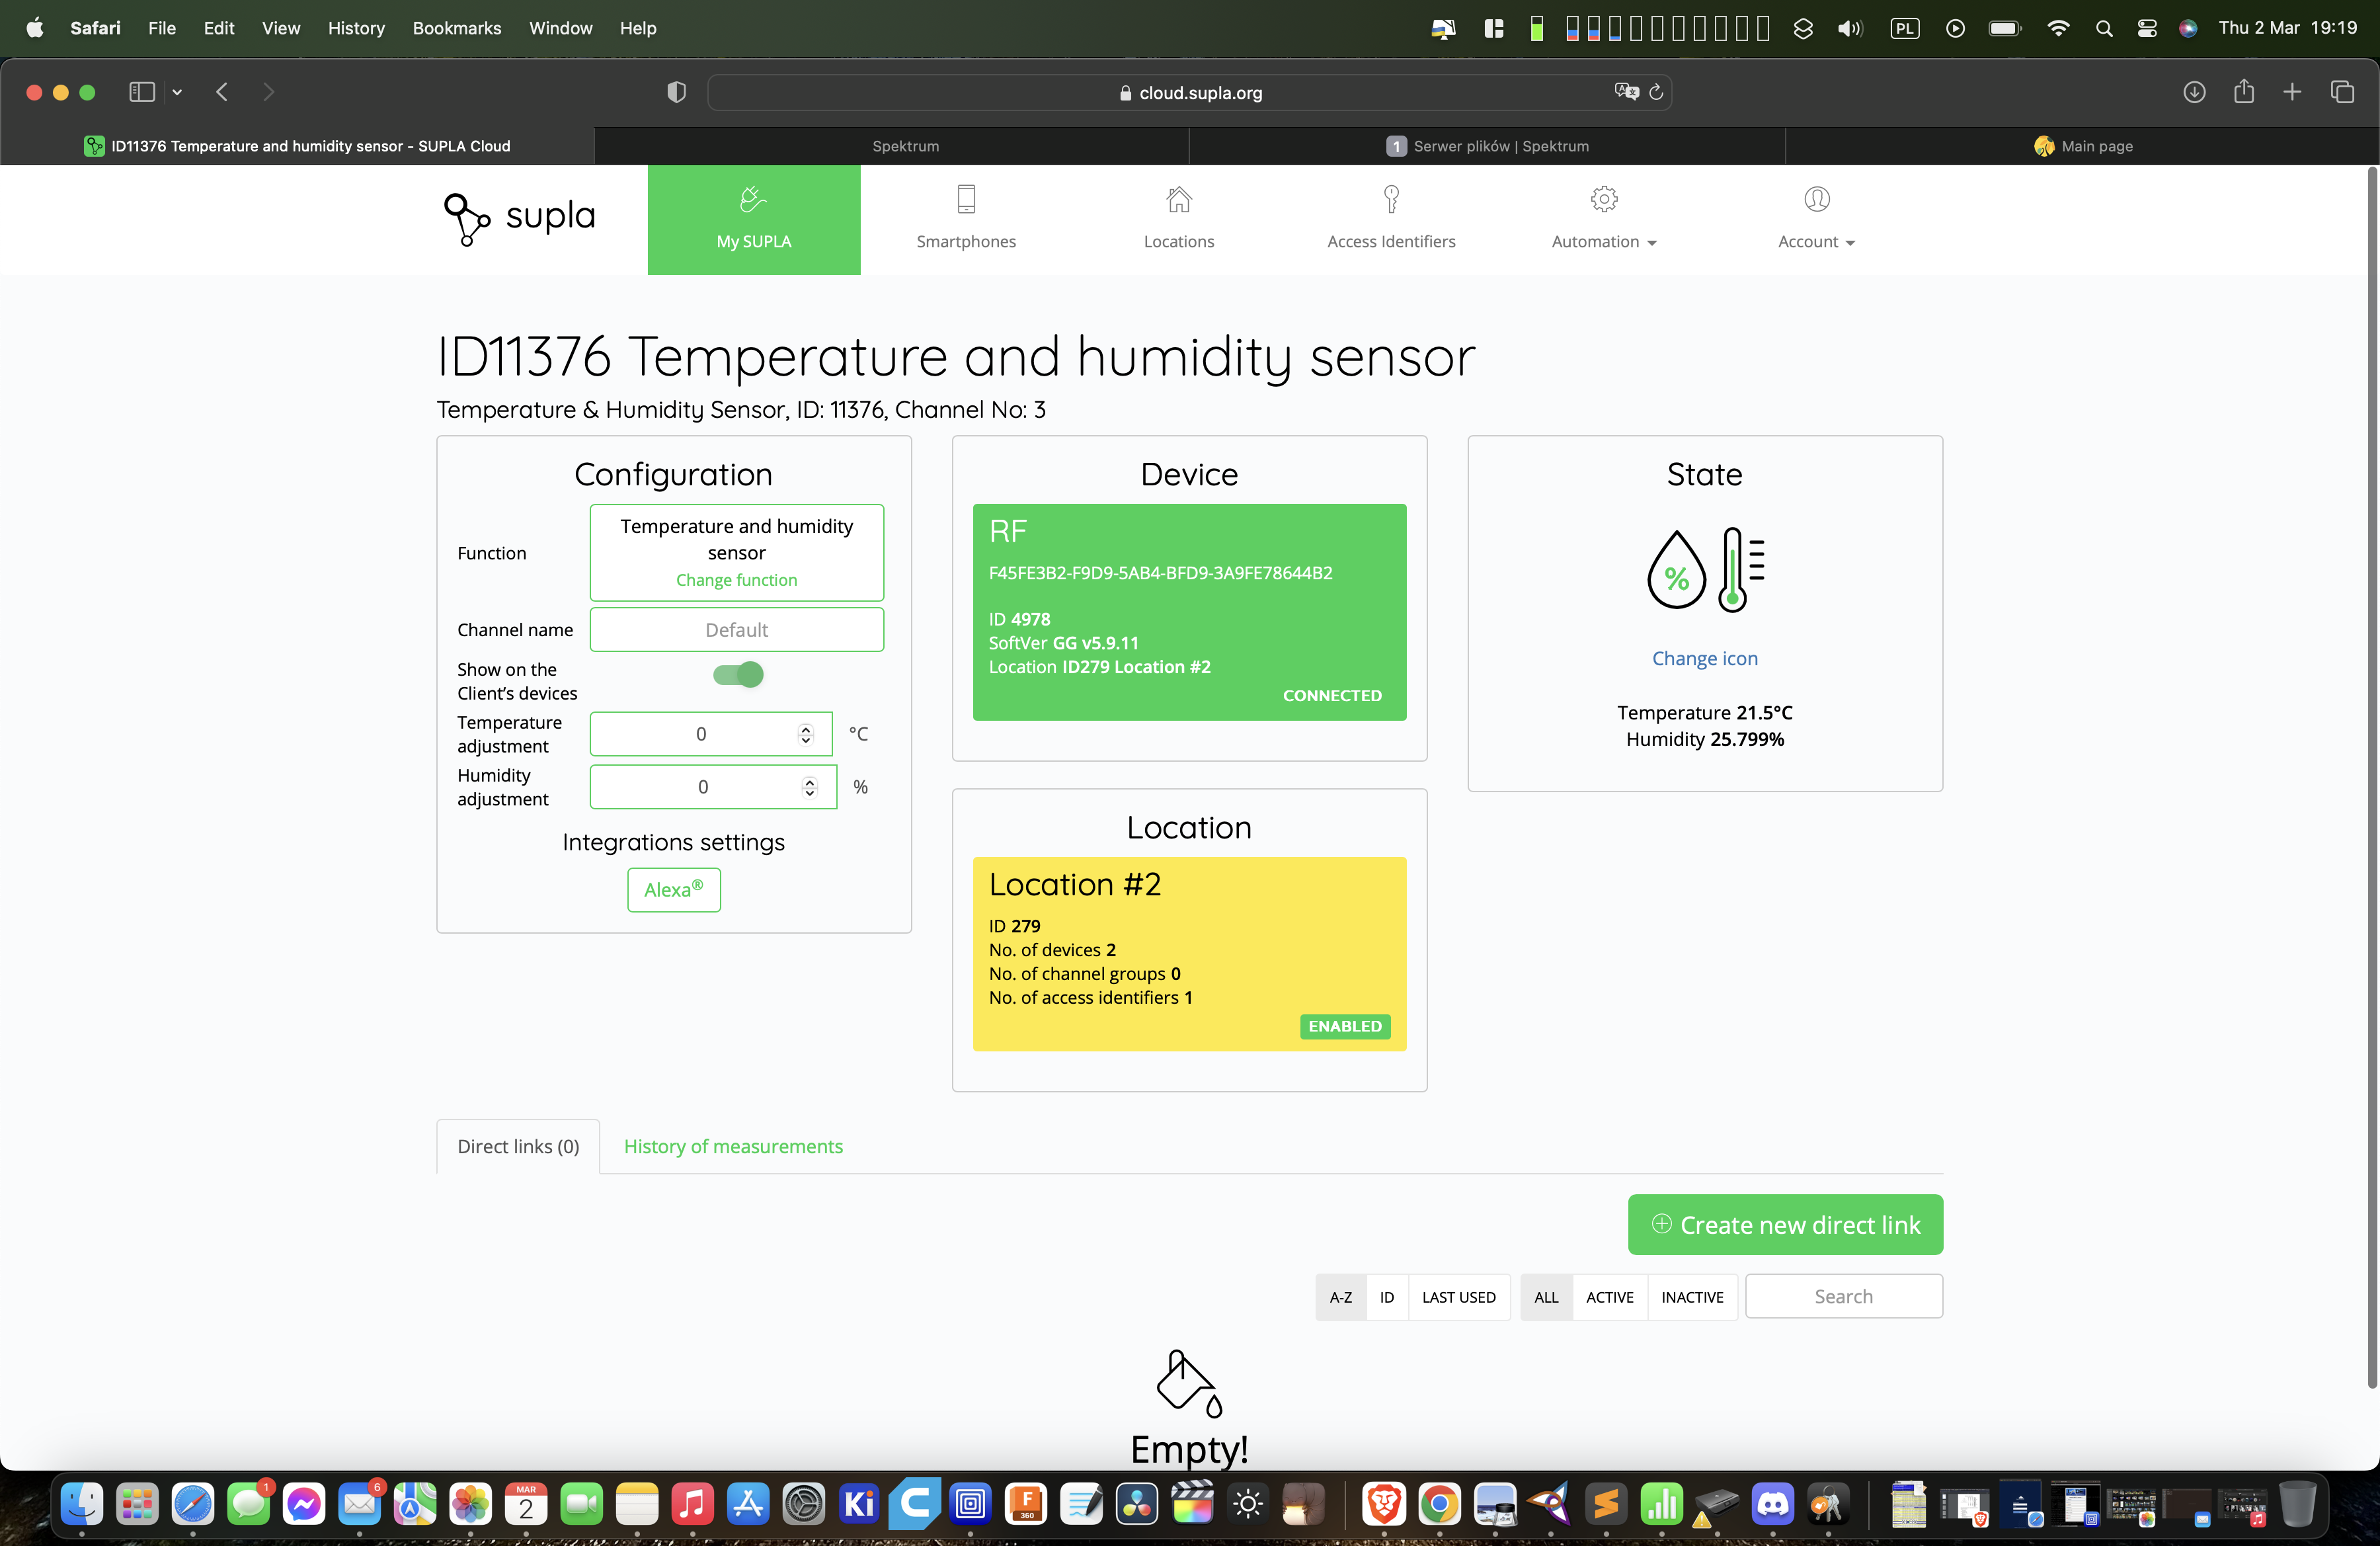 Safari File Edit View History Bookmarks Window Help PL Thu 2 Mar 19:19
cloud.supla.org
ID11376 Temperature and humidity sensor - SUPLA Cloud
Spektrum
1 Serwer plików | Spektrum
Main page
supla
My SUPLA
Smartphones
Locations
Access Identifiers
Automation
Account
ID11376 Temperature and humidity sensor
Temperature & Humidity Sensor, ID: 11376, Channel No: 3
Configuration
Function
Temperature and humidity
sensor
Change function
Channel name
Default
Show on the
Client's devices
Temperature
adjustment
0
°C
Humidity
adjustment
0
%
Integrations settings
Alexa®
Device
RF
F45FE3B2-F9D9-5AB4-BFD9-3A9FE78644B2
ID 4978
SoftVer GG v5.9.11
Location ID279 Location #2
CONNECTED
Location
Location #2
ID 279
No. of devices 2
No. of channel groups 0
No. of access identifiers 1
ENABLED
State
%
Change icon
Temperature 21.5°C
Humidity 25.799%
Direct links (0)
History of measurements
Create new direct link
A-Z ID LAST USED ALL ACTIVE INACTIVE Search
Empty!
1
6
MAR
2
Ki
C
F
360